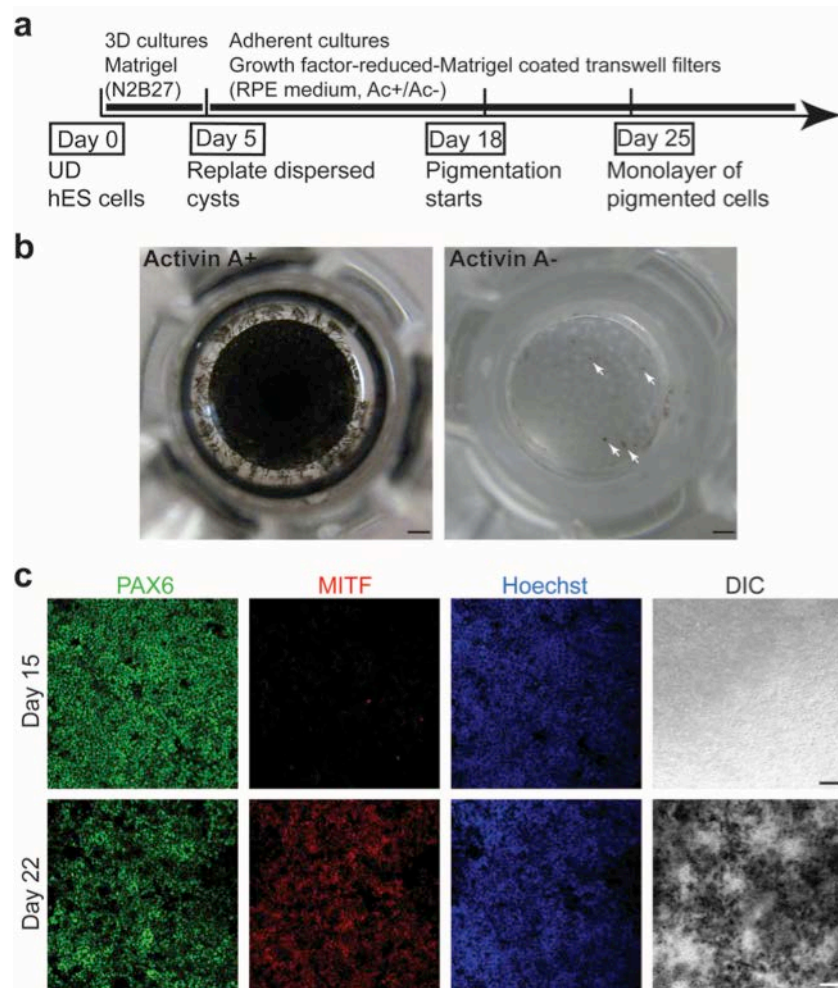 a
3D cultures
Matrigel
(N2B27)
Adherent cultures
Growth factor-reduced-Matrigel coated transwell filters
(RPE medium, Ac+/Ac-)
Day 0
UD
hES cells
Day 5
Replate dispersed
cysts
Day 18
Pigmentation
starts
Day 25
Monolayer of
pigmented cells
b
Activin A+
Activin A-
c
PAX6
MITF
Hoechst
DIC
Day 15
Day 22